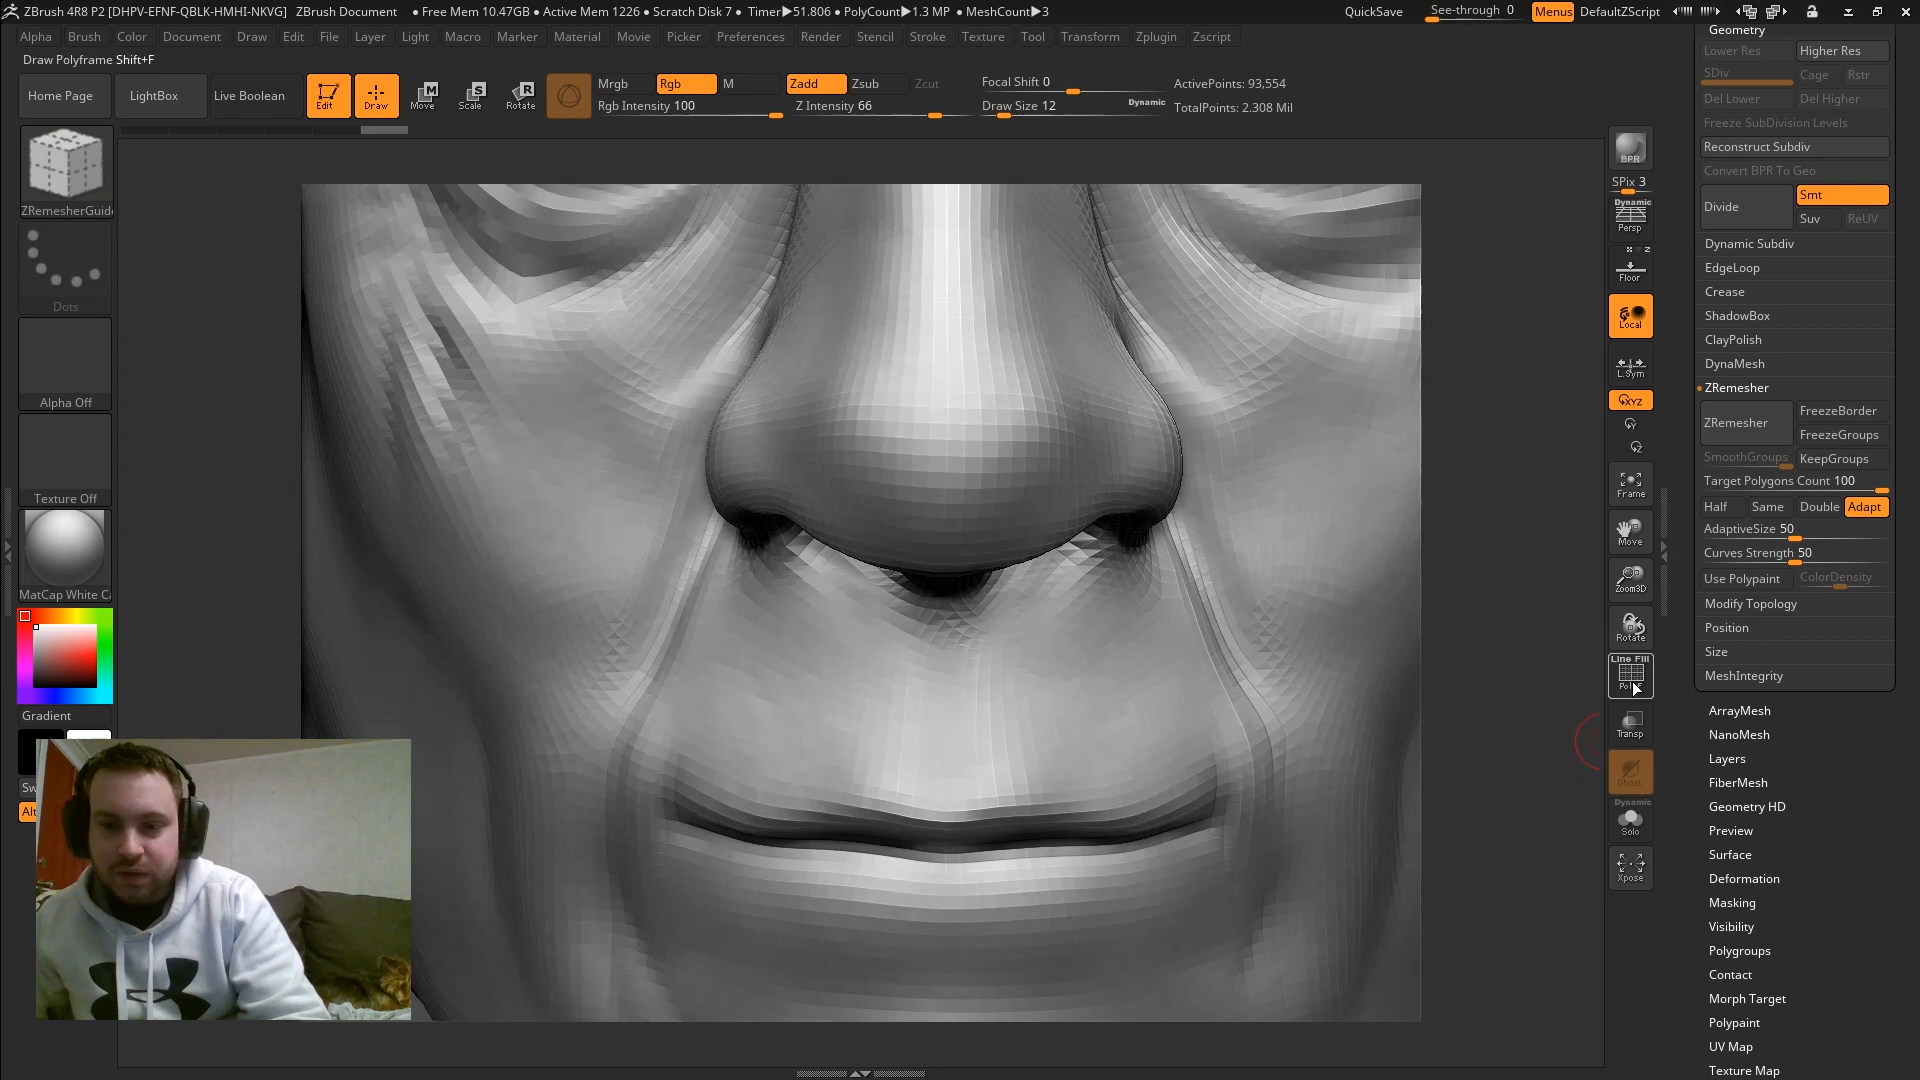 ZBrush 4R8 P2 [DHPV-EFNF-QBLK-HMHI-NKVG] ZBrush Document • Free Mem 10.47GB • Active Mem 1226 • Scratch Disk 7 • Timer▶51.806 • PolyCount▶1.3 MP • MeshCount▶3 QuickSave See-through 0 Menus DefaultZScript
Alpha Brush Color Document Draw Edit File Layer Light Macro Marker Material Movie Picker Preferences Render Stencil Stroke Texture Tool Transform Zplugin Zscript
Draw Polyframe Shift+F
Home Page LightBox Live Boolean Edit Draw Move Scale Rotate
Mrgb Rgb M Zadd Zsub Zcut Focal Shift 0 ActivePoints: 93,554
Rgb Intensity 100 Z Intensity 66 Draw Size 12 Dynamic TotalPoints: 2.308 Mil
ZRemesherGuid
Dots
Alpha Off
Texture Off
MatCap White C
Gradient
Sw
Alt
BPR
SPix 3
Dynamic
Persp
Floor
Local
L.Sym
XYZ
Y
Z
Frame
Move
Zoom3D
Rotate
Line Fill
Transp
Ghost
Dynamic
Solo
Xpose
Geometry
Lower Res Higher Res
SDiv Cage Rstr
Del Lower Del Higher
Freeze SubDivision Levels
Reconstruct Subdiv
Convert BPR To Geo
Divide Smt
Suv ReUV
Dynamic Subdiv
EdgeLoop
Crease
ShadowBox
ClayPolish
DynaMesh
ZRemesher
ZRemesher FreezeBorder
FreezeGroups
SmoothGroups KeepGroups
Target Polygons Count 100
Half Same Double Adapt
AdaptiveSize 50
Curves Strength 50
Use Polypaint ColorDensity
Modify Topology
Position
Size
MeshIntegrity
ArrayMesh
NanoMesh
Layers
FiberMesh
Geometry HD
Preview
Surface
Deformation
Masking
Visibility
Polygroups
Contact
Morph Target
Polypaint
UV Map
Texture Map